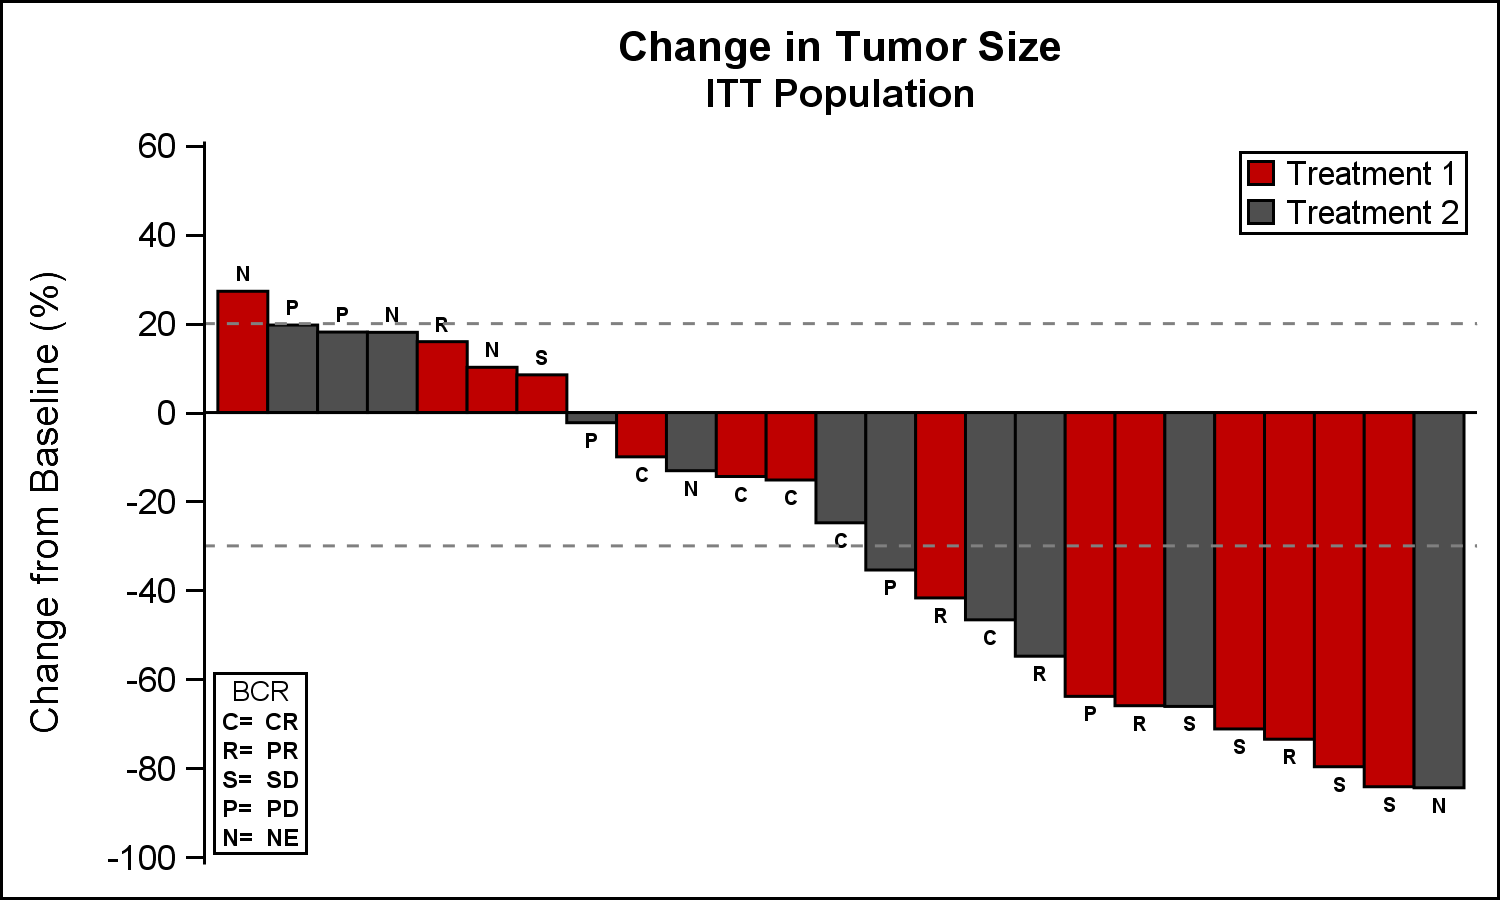 Change in Tumor Size
ITT Population
Change from Baseline (%)
60
40
20
0
-20
-40
-60
-80
-100
Treatment 1
Treatment 2
N
P
P
N
R
N
S
P
C
N
C
C
C
P
R
C
R
P
R
S
S
R
S
S
N
BCR
C= CR
R= PR
S= SD
P= PD
N= NE